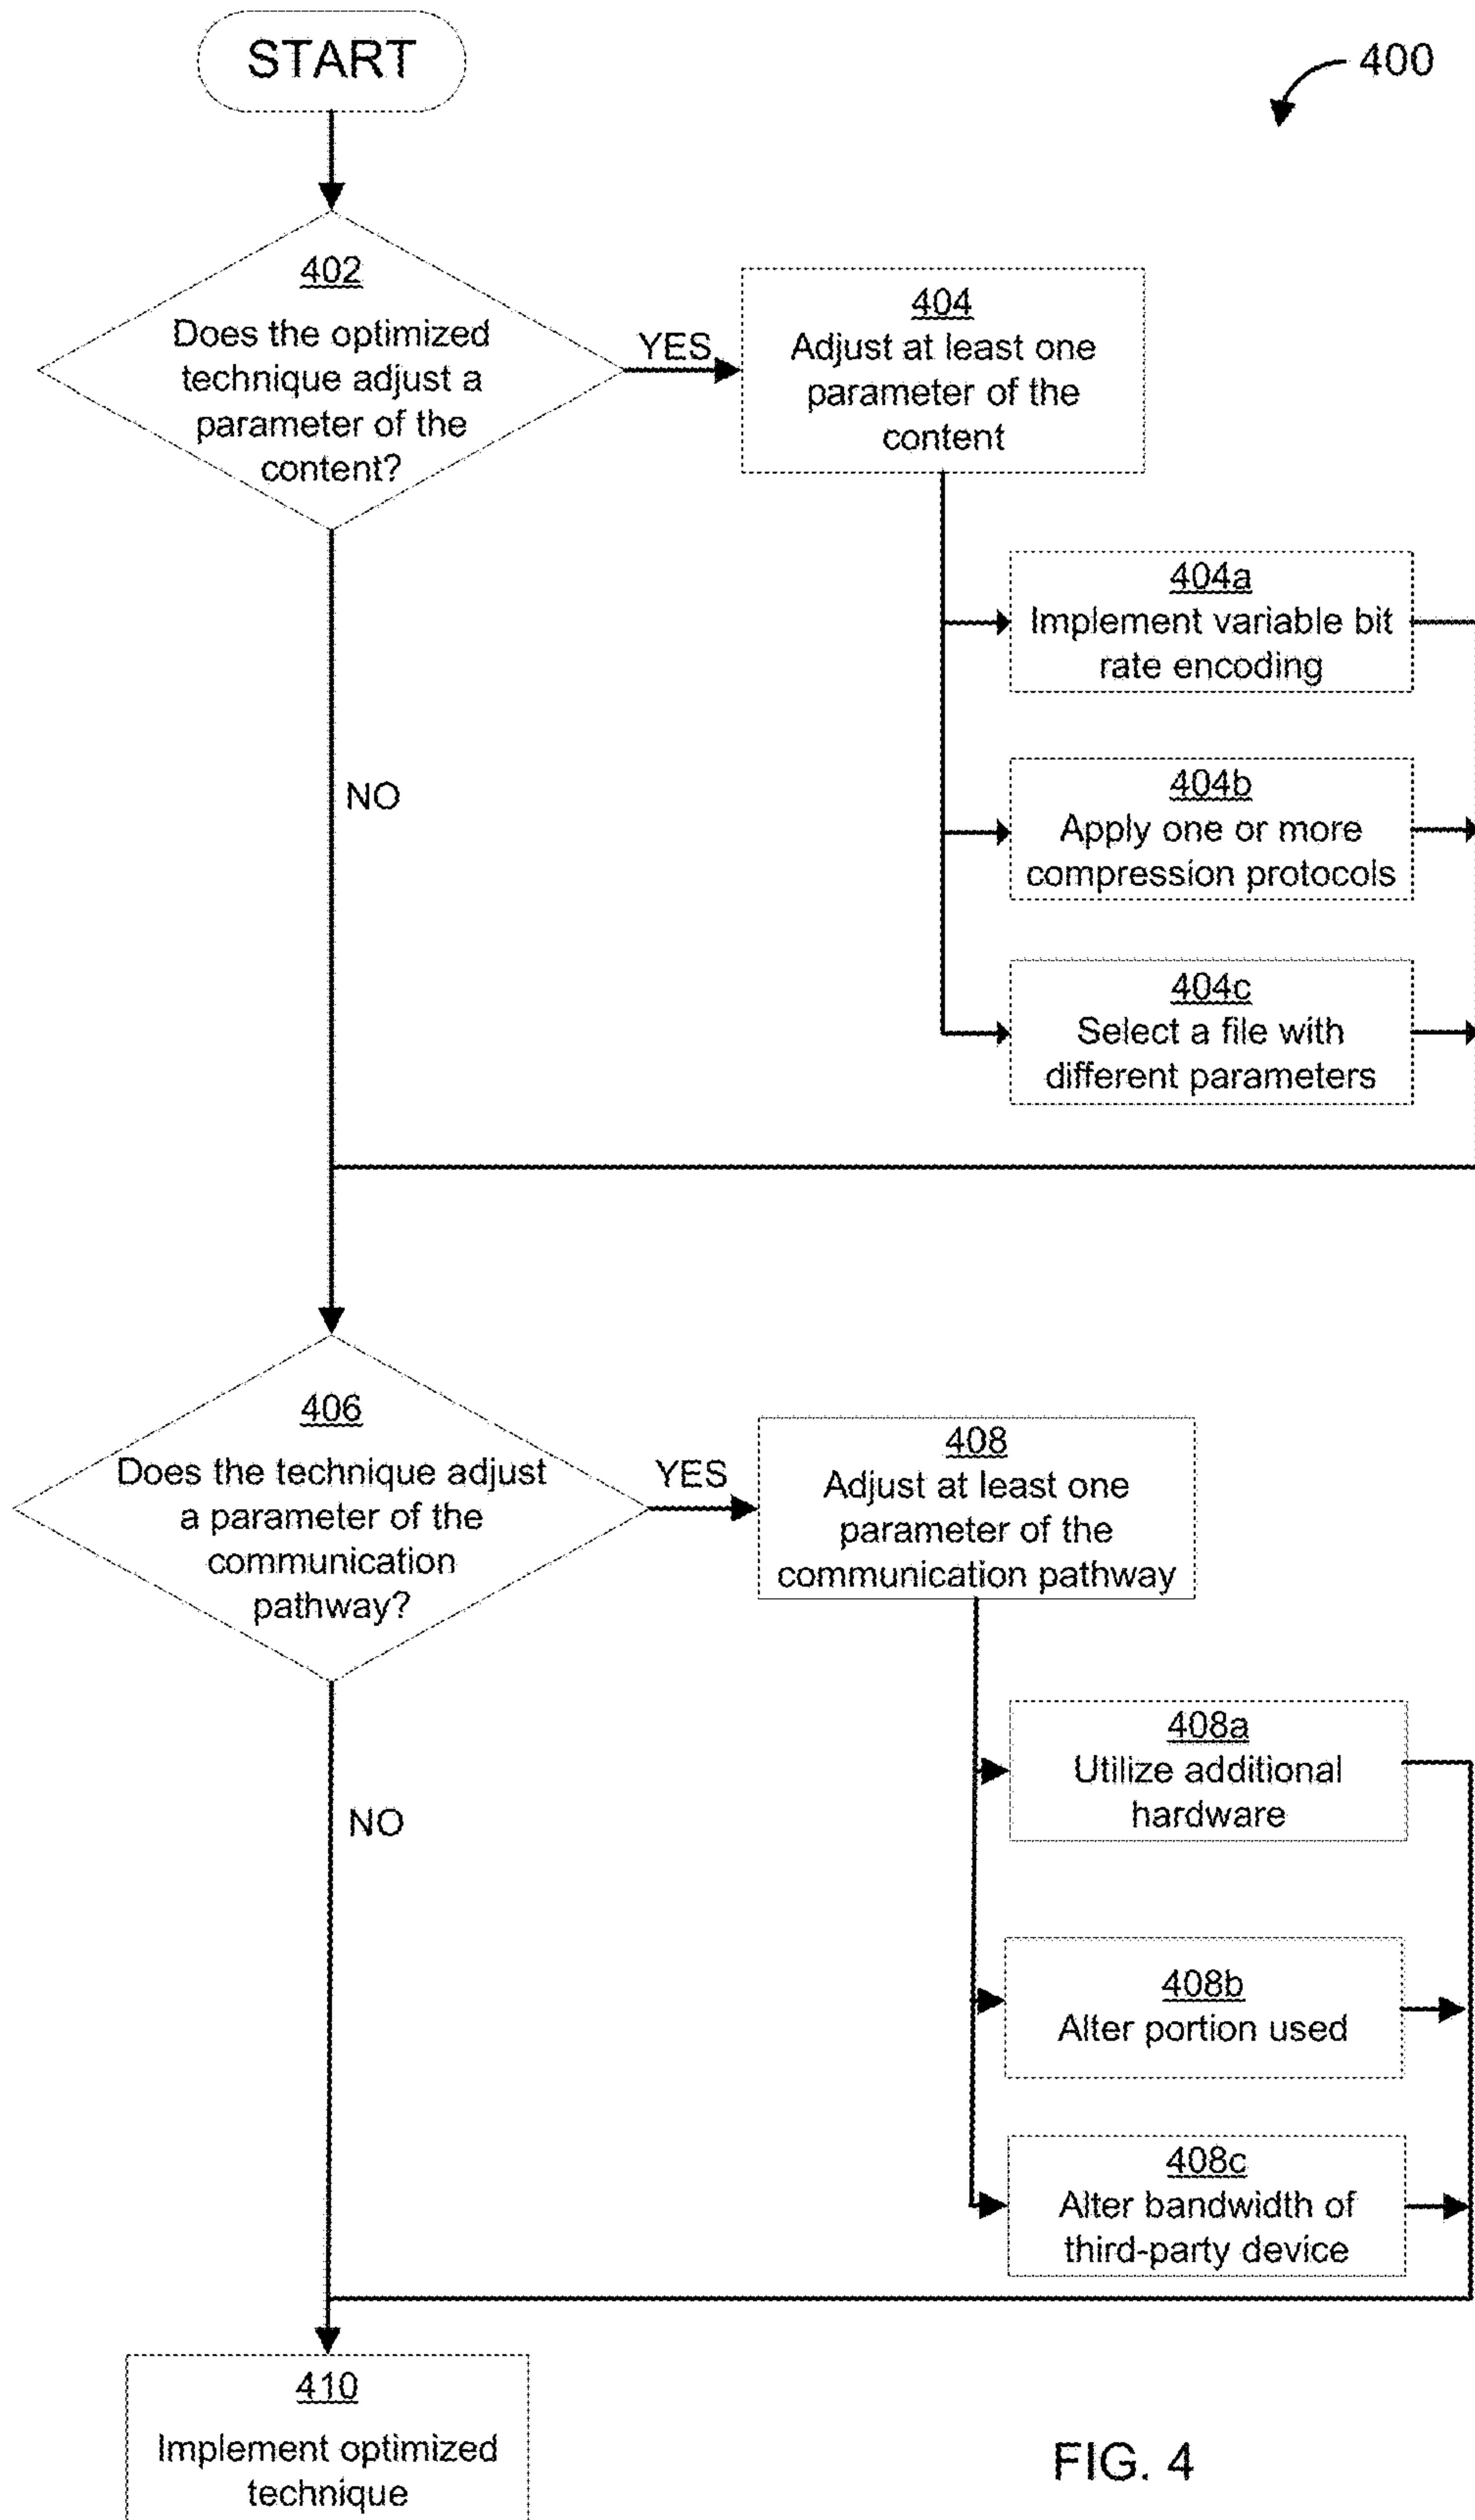 START
400
402
Does the optimized
technique adjust a
parameter of the
content?
YES
404
Adjust at least one
parameter of the
content
404a
Implement variable bit
rate encoding
NO
404b
Apply one or more
compression protocols
404c
Select a file with
different parameters
406
Does the technique adjust
a parameter of the
communication
pathway?
YES
408
Adjust at least one
parameter of the
communication pathway
408a
Utilize additional
hardware
NO
408b
Alter portion used
408c
Alter bandwidth of
third-party device
410
Implement optimized
technique
FIG. 4